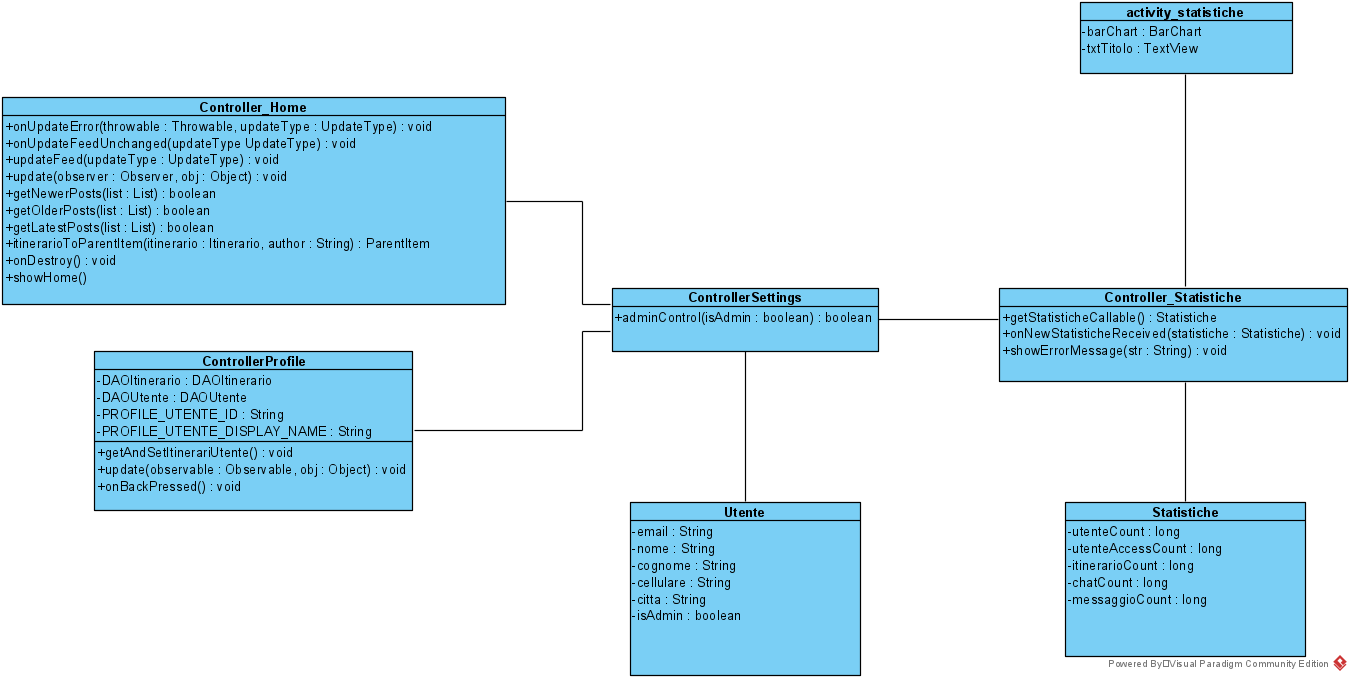 activity_statistiche
-barChart : BarChart
-txtTitolo : TextView
Controller_Home
+onUpdateError(throwable : Throwable, updateType : UpdateType) : void
+onUpdateFeedUnchanged(updateType UpdateType) : void
+updateFeed(updateType : UpdateType) : void
+update(observer : Observer, obj : Object) : void
+getNewerPosts(list : List) : boolean
+getOlderPosts(list : List) : boolean
+getLatestPosts(list : List) : boolean
+itinerarioToParentItem(itinerario : Itinerario, author : String) : ParentItem
+onDestroy() : void
+showHome()
ControllerSettings
+adminControl(isAdmin : boolean) : boolean
Controller_Statistiche
+getStatisticheCallable() : Statistiche
+onNewStatisticheReceived(statistiche : Statistiche) : void
+showErrorMessage(str : String) : void
ControllerProfile
-DAOItinerario : DAOItinerario
-DAOUtente : DAOUtente
-PROFILE_UTENTE_ID : String
-PROFILE_UTENTE_DISPLAY_NAME : String
+getAndSetItinerariUtente() : void
+update(observable : Observable, obj : Object) : void
+onBackPressed() : void
Utente
-email : String
-nome : String
-cognome : String
-cellulare : String
-citta : String
-isAdmin : boolean
Statistiche
-utenteCount : long
-utenteAccessCount : long
-itinerarioCount : long
-chatCount : long
-messaggioCount : long
Powered By Visual Paradigm Community Edition